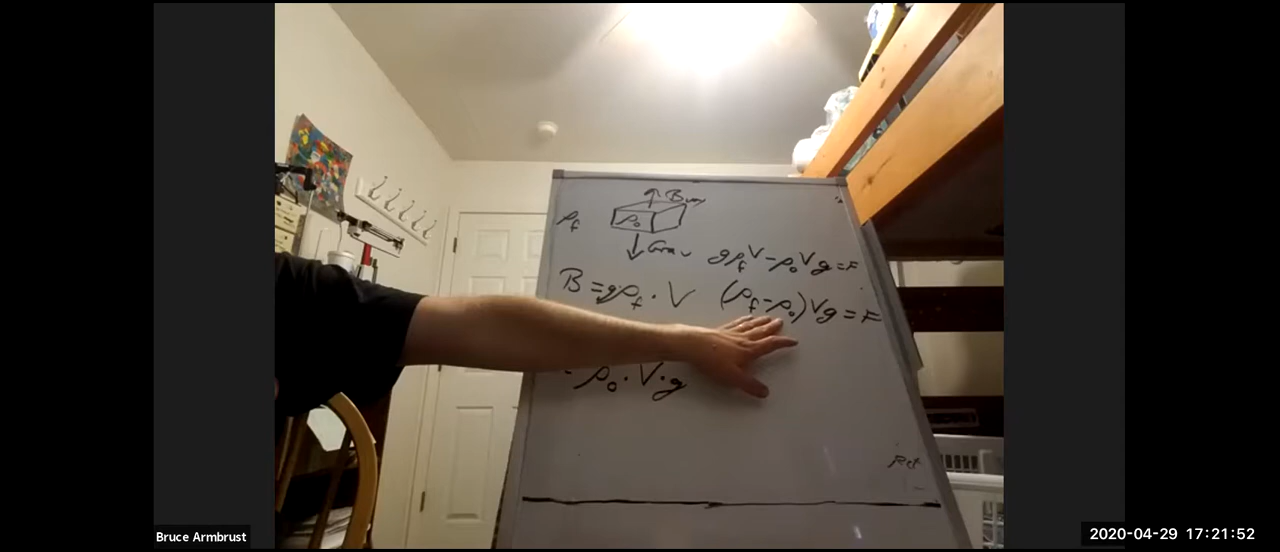 ↑ Buoy
ρf
ρo
↓ Grav
gρfV - ρoVg = F
B = gρf · V
(ρf - ρo)Vg = F
- ρo · V · g
Bruce Armbrust
2020-04-29 17:21:52